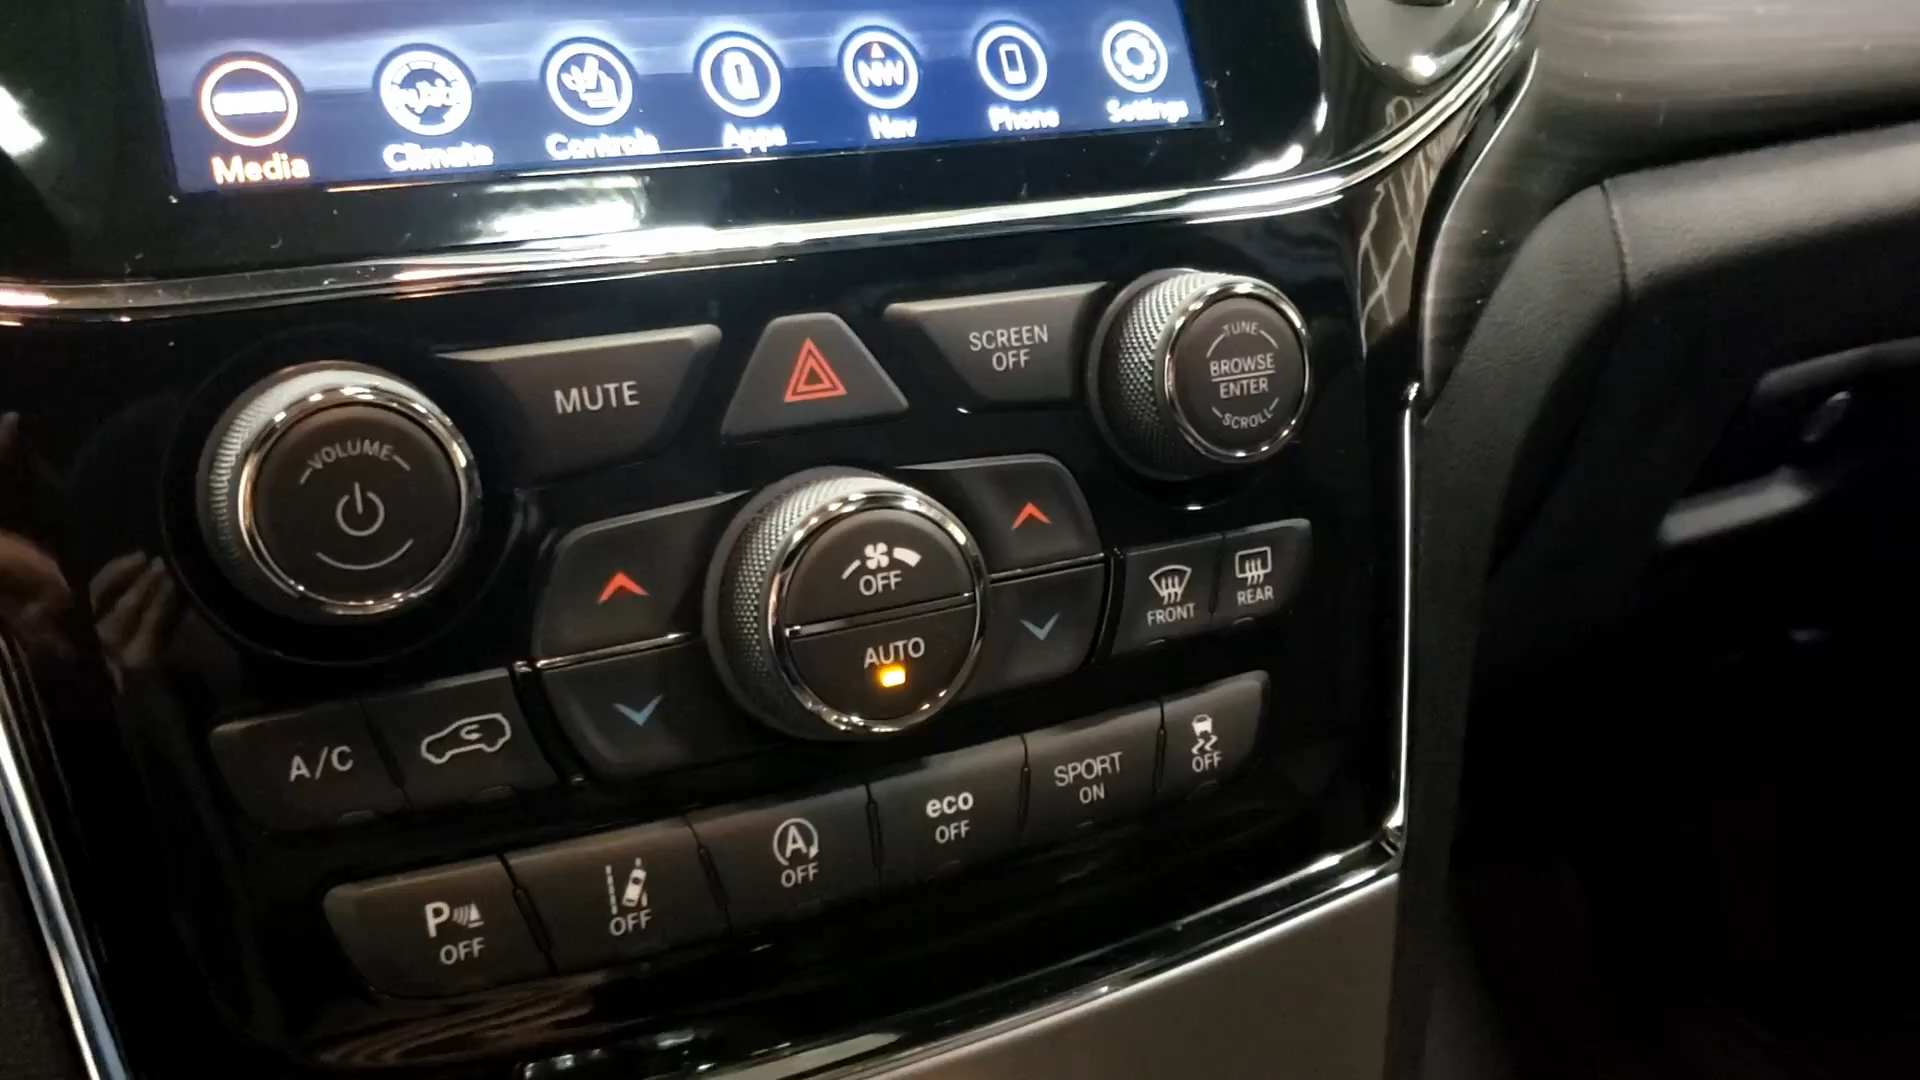 NW
Media
Climate
Controls
Apps
Nav
Phone
Settings
VOLUME
MUTE
SCREEN
OFF
TUNE
BROWSE
ENTER
SCROLL
OFF
AUTO
FRONT
REAR
A/C
P
OFF
OFF
A
OFF
eco
OFF
SPORT
ON
OFF